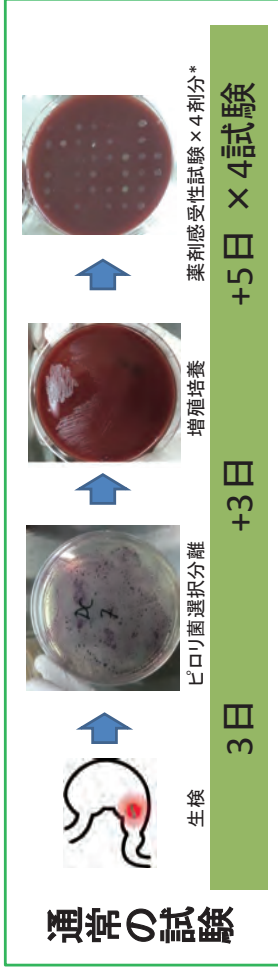 通常の試験
生検
ピロリ菌選択分離
増殖培養
薬剤感受性試験×4剤分*
3日
+3日
+5日 ×4試験